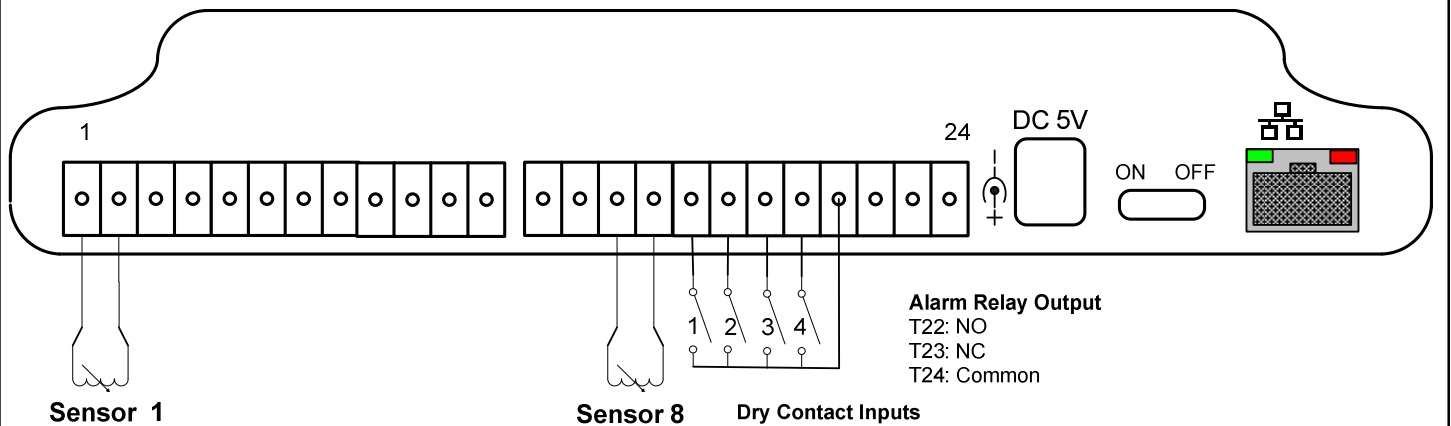 1
24
DC 5V
ON OFF
1 2 3 4
Alarm Relay Output
T22: NO
T23: NC
T24: Common
Sensor 1
Sensor 8
Dry Contact Inputs